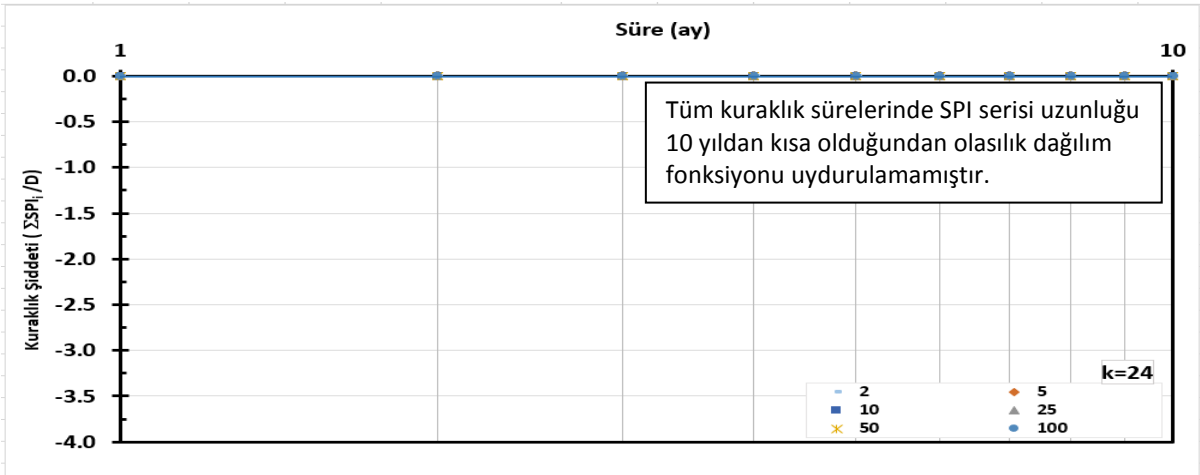 Süre (ay)
1 10
0.0
-0.5
-1.0
-1.5
-2.0
-2.5
-3.0
-3.5
-4.0
Kuraklık Şiddeti ( ΣSPIj /D)
Tüm kuraklık sürelerinde SPI serisi uzunluğu
10 yıldan kısa olduğundan olasılık dağılım
fonksiyonu uydurulamamıştır.
k=24
2 5
10 25
50 100